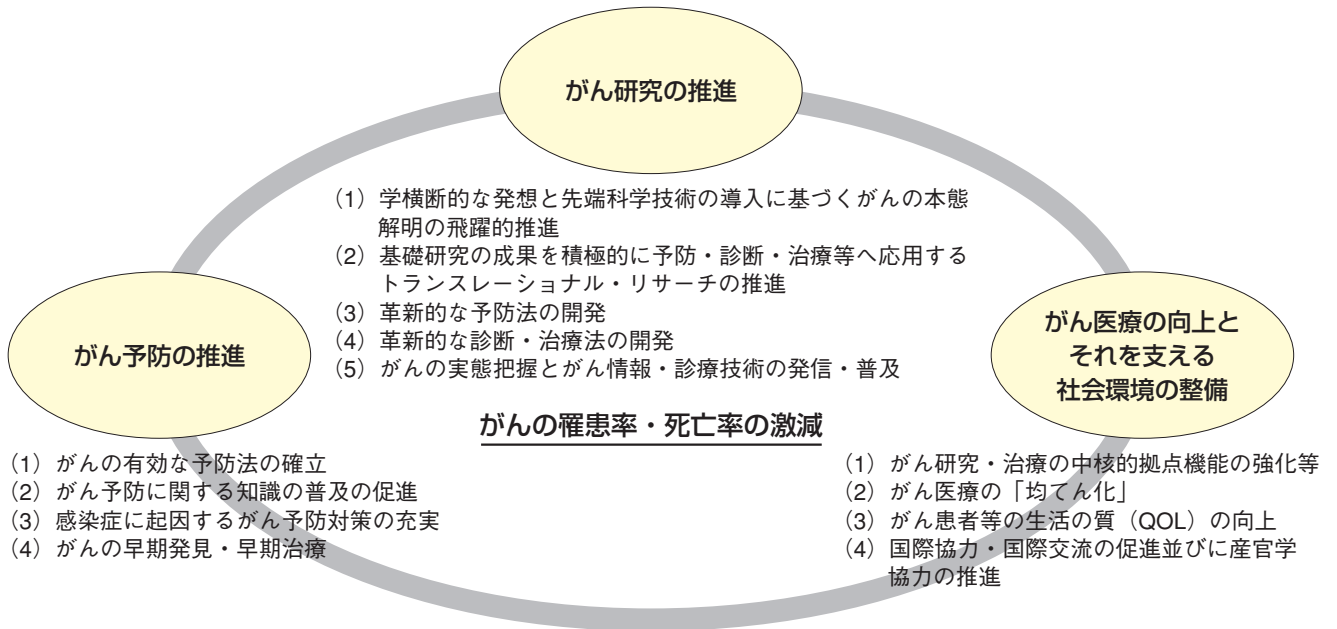 がん研究の推進
(1) 学横断的な発想と先端科学技術の導入に基づくがんの本態
解明の飛躍的推進
(2) 基礎研究の成果を積極的に予防・診断・治療等へ応用する
トランスレーショナル・リサーチの推進
(3) 革新的な予防法の開発
(4) 革新的な診断・治療法の開発
(5) がんの実態把握とがん情報・診療技術の発信・普及
がん予防の推進
(1) がんの有効な予防法の確立
(2) がん予防に関する知識の普及の促進
(3) 感染症に起因するがん予防対策の充実
(4) がんの早期発見・早期治療
がん医療の向上と
それを支える
社会環境の整備
(1) がん研究・治療の中核的拠点機能の強化等
(2) がん医療の「均てん化」
(3) がん患者等の生活の質(QOL)の向上
(4) 国際協力・国際交流の促進並びに産官学
協力の推進
がんの罹患率・死亡率の激減